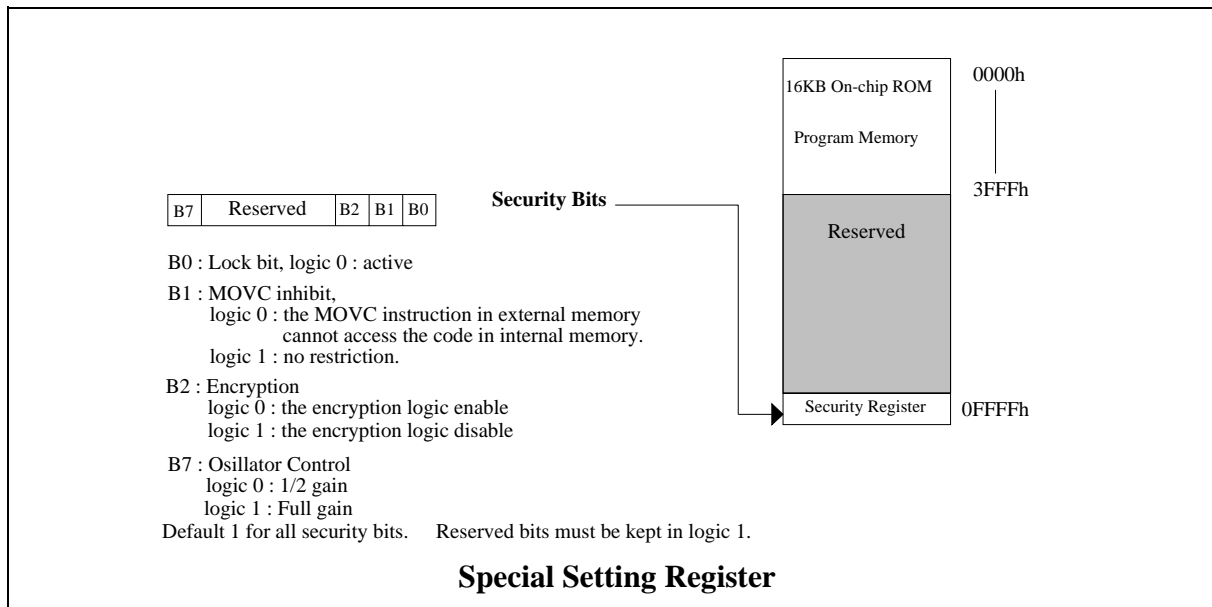 16KB On-chip ROM
Program Memory
0000h
3FFFh
B7 Reserved B2 B1 B0
Security Bits
Reserved
Security Register
0FFFFh
B0 : Lock bit, logic 0 : active
B1 : MOVC inhibit,
logic 0 : the MOVC instruction in external memory
cannot access the code in internal memory.
logic 1 : no restriction.
B2 : Encryption
logic 0 : the encryption logic enable
logic 1 : the encryption logic disable
B7 : Osillator Control
logic 0 : 1/2 gain
logic 1 : Full gain
Default 1 for all security bits. Reserved bits must be kept in logic 1.
Special Setting Register